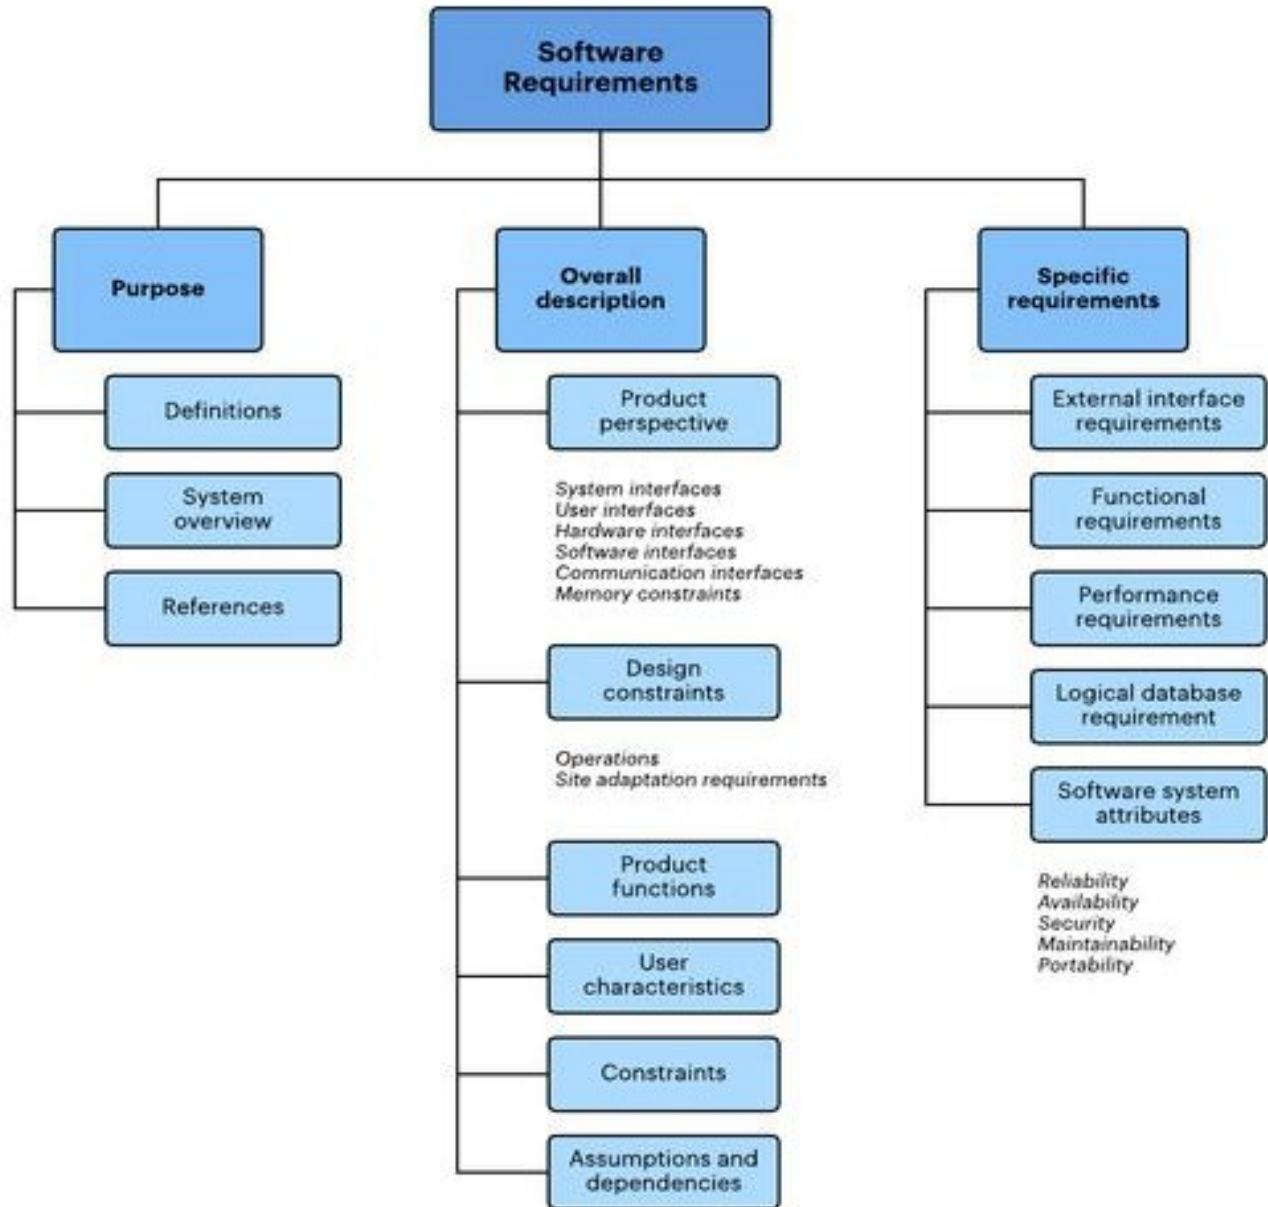 Software
Requirements
Purpose
Definitions
System
overview
References
Overall
description
Product
perspective
System interfaces
User interfaces
Hardware interfaces
Software interfaces
Communication interfaces
Memory constraints
Design
constraints
Operations
Site adaptation requirements
Product
functions
User
characteristics
Constraints
Assumptions and
dependencies
Specific
requirements
External interface
requirements
Functional
requirements
Performance
requirements
Logical database
requirement
Software system
attributes
Reliability
Availability
Security
Maintainability
Portability